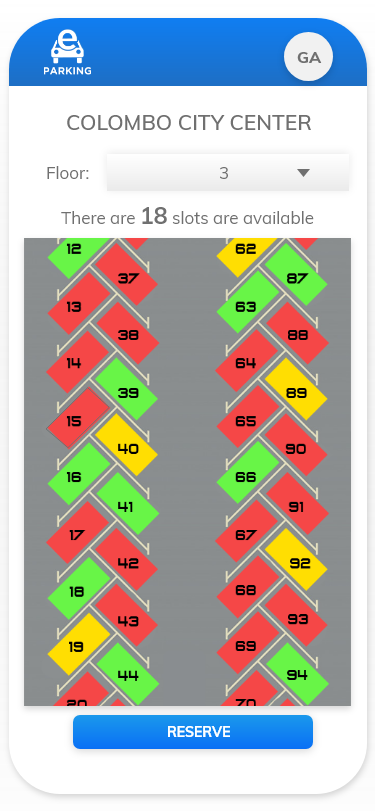 e
PARKING
GA
COLOMBO CITY CENTER
Floor: 3
There are 18 slots are available
12 62
37 87
13 63
38 88
14 64
39 89
15 65
40 90
16 66
41 91
17 67
42 92
18 68
43 93
19 69
44 94
20 70
RESERVE